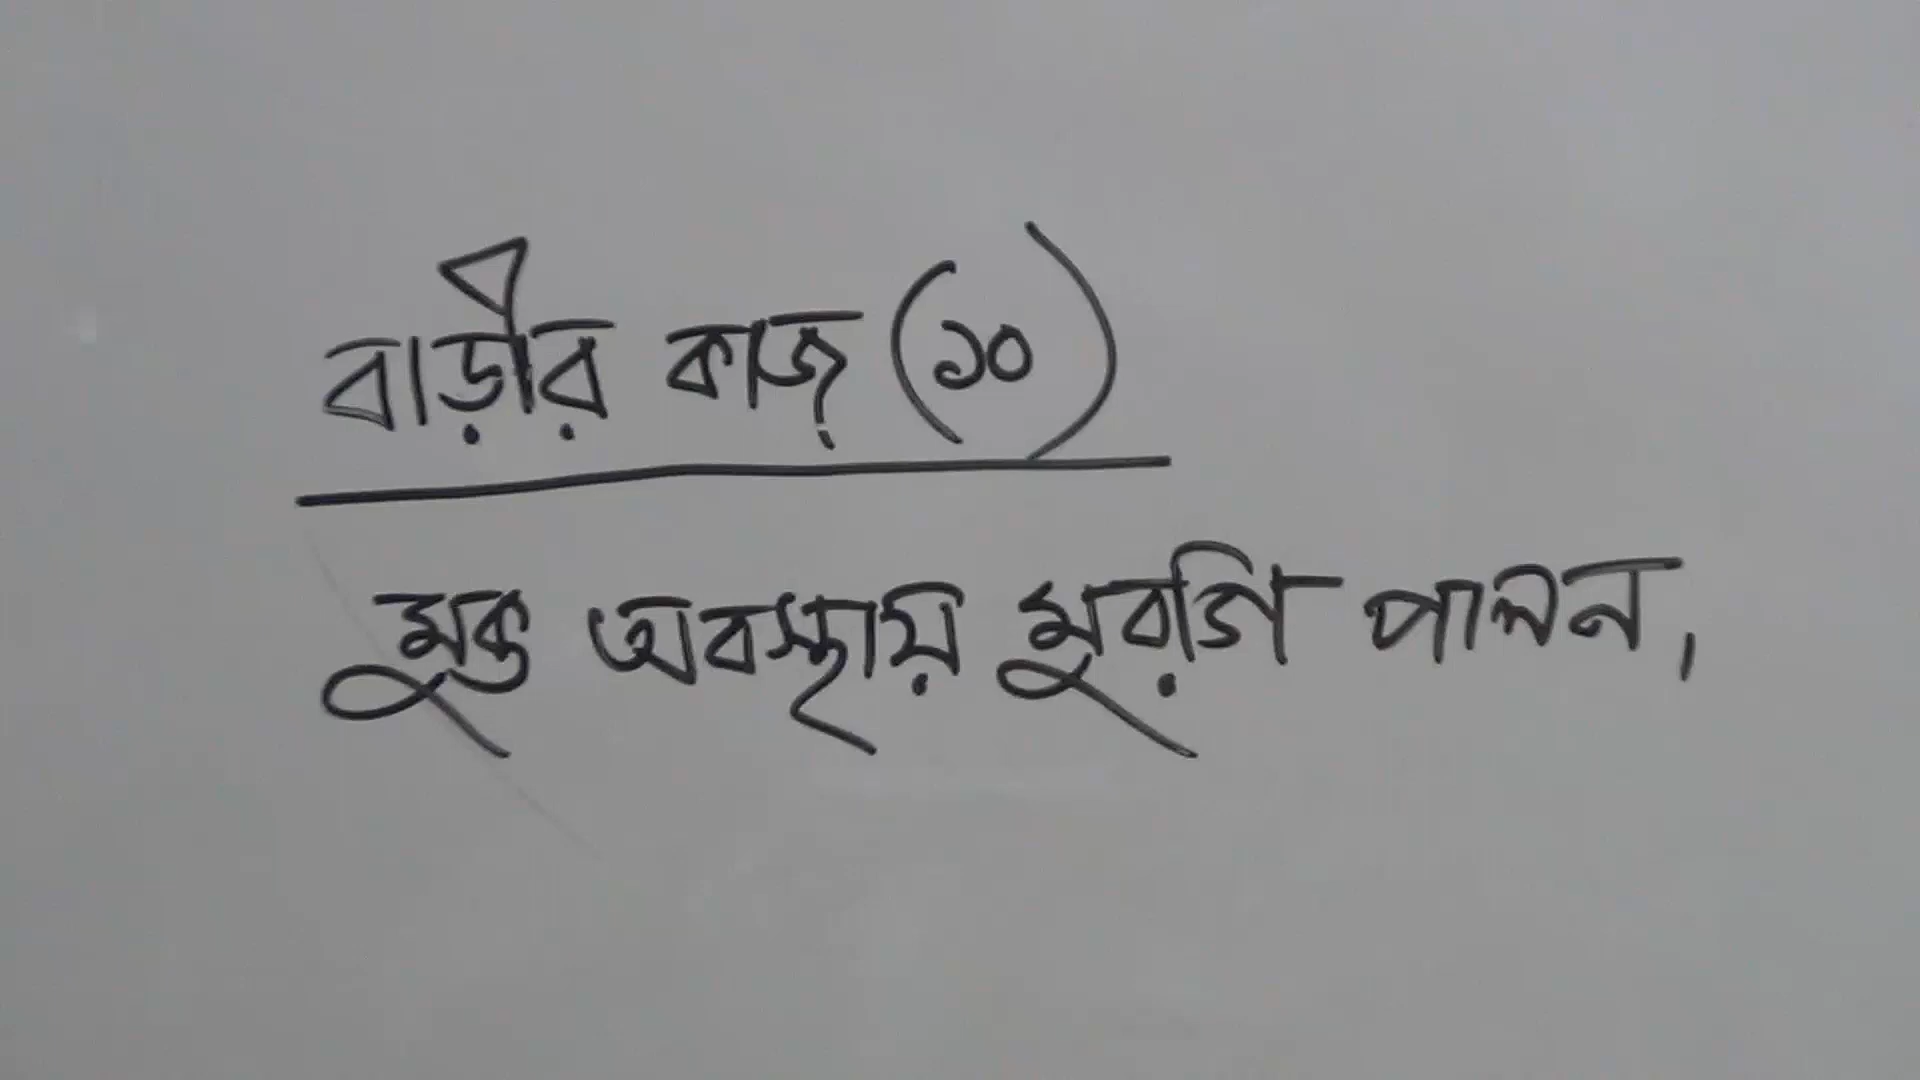 বাড়ীর কাজ (১০)
মুক্ত অবস্থায় মুরগি পালন,